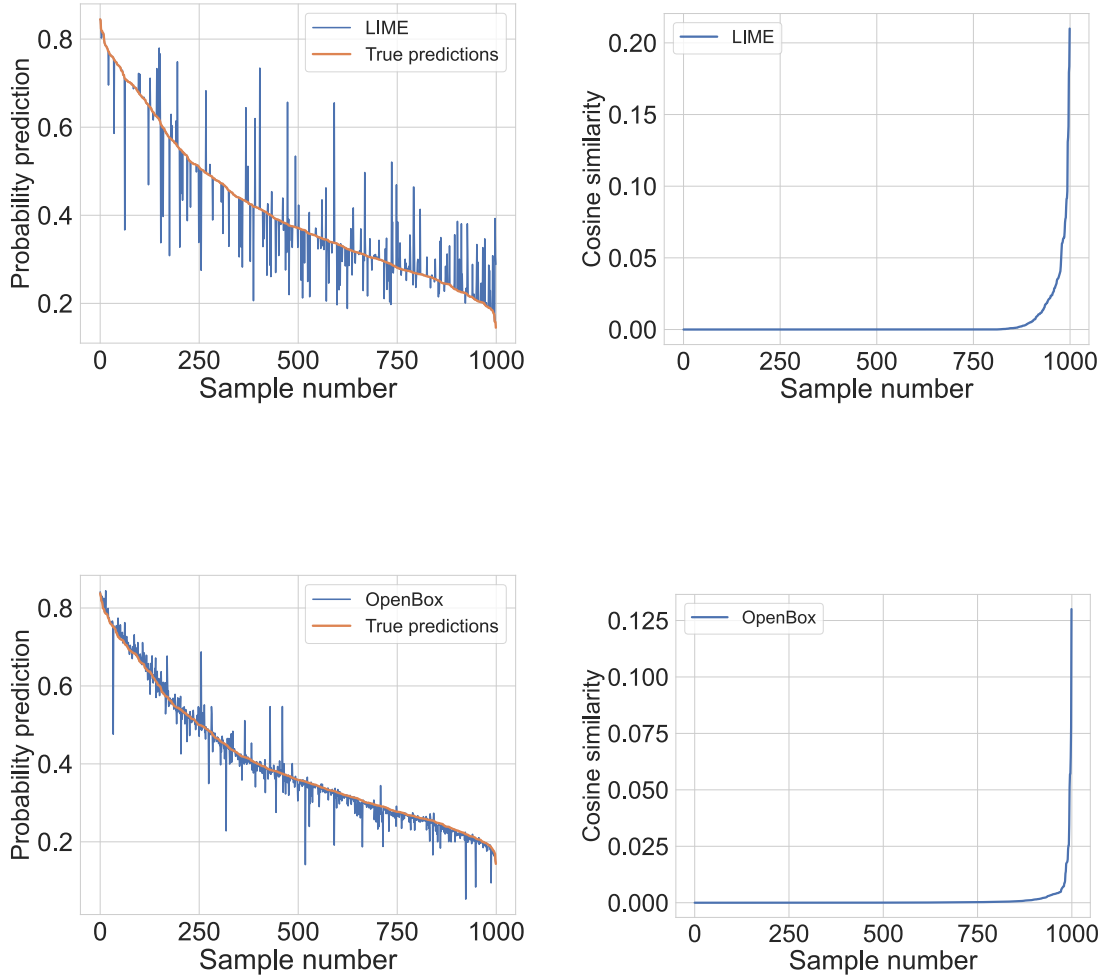 LIME
True predictions
0.8
0.6
0.4
0.2
Probability prediction
0 250 500 750 1000
Sample number
LIME
0.20
0.15
0.10
0.05
0.00
Cosine similarity
0 250 500 750 1000
Sample number
OpenBox
True predictions
0.8
0.6
0.4
0.2
Probability prediction
0 250 500 750 1000
Sample number
OpenBox
0.125
0.100
0.075
0.050
0.025
0.000
Cosine similarity
0 250 500 750 1000
Sample number